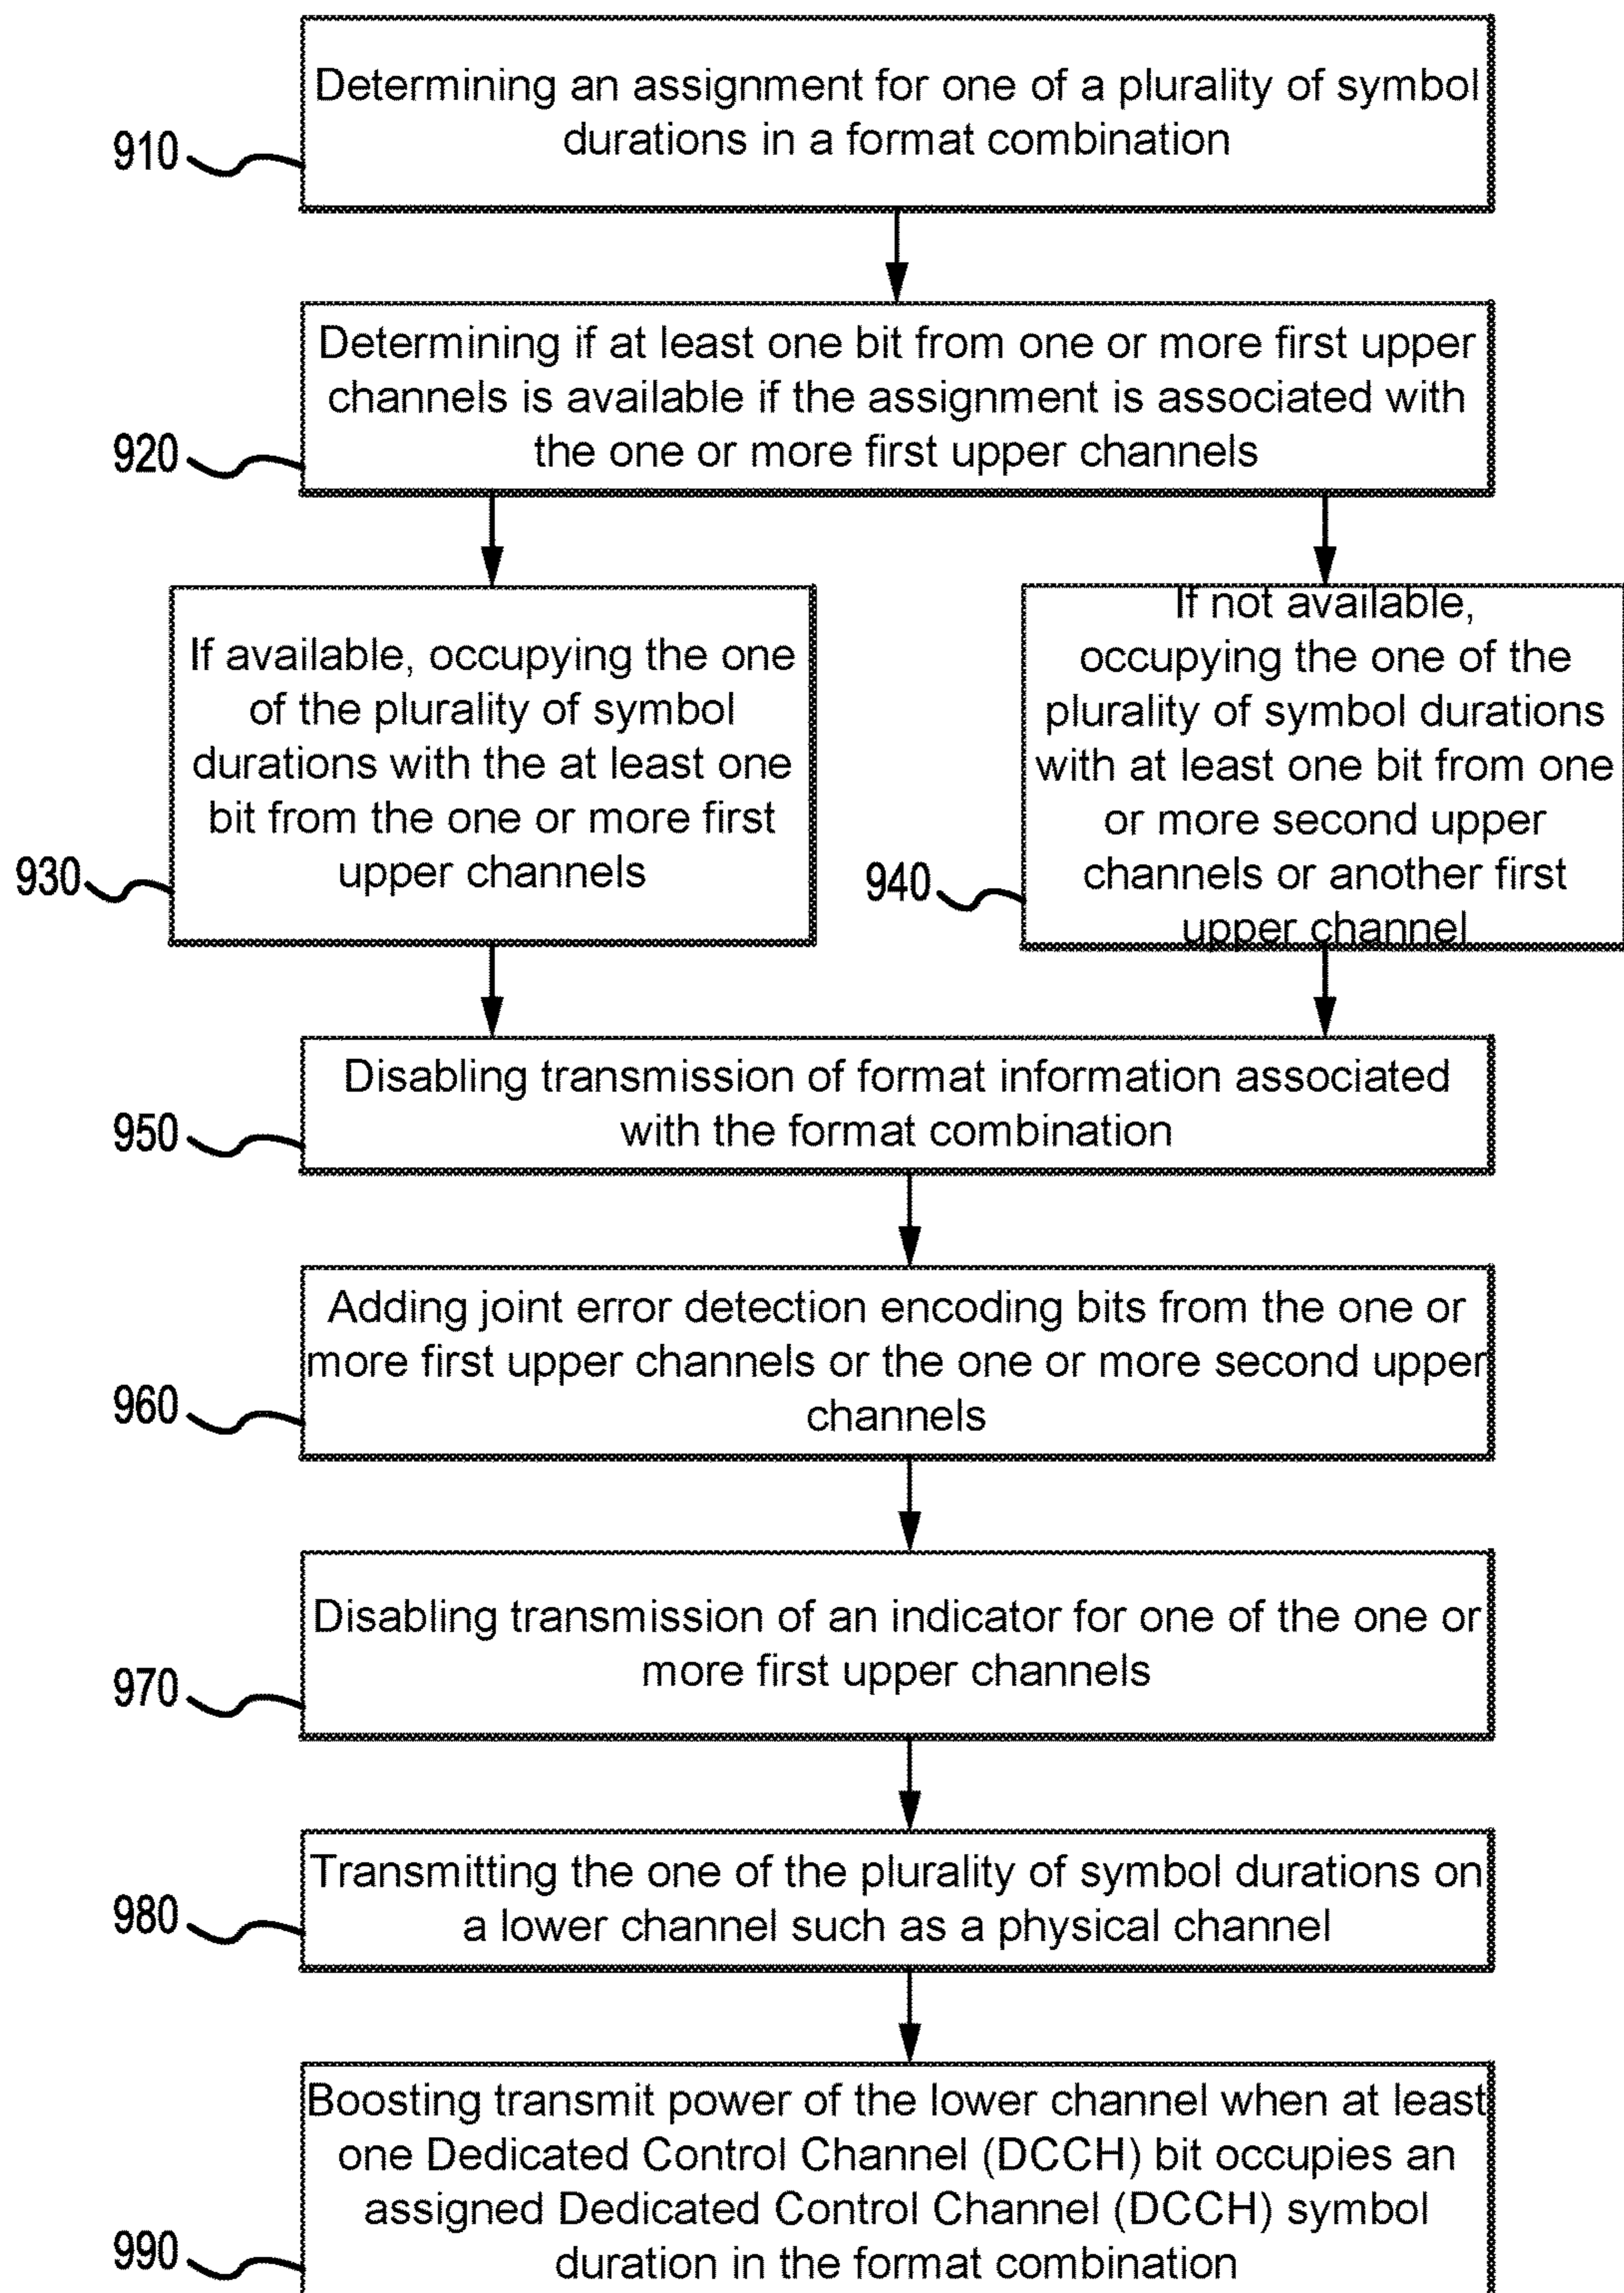 Determining an assignment for one of a plurality of symbol
durations in a format combination
910
Determining if at least one bit from one or more first upper
channels is available if the assignment is associated with
the one or more first upper channels
920
If available, occupying the one
of the plurality of symbol
durations with the at least one
bit from the one or more first
upper channels
930
If not available,
occupying the one of the
plurality of symbol durations
with at least one bit from one
or more second upper
channels or another first
upper channel
940
Disabling transmission of format information associated
with the format combination
950
Adding joint error detection encoding bits from the one or
more first upper channels or the one or more second upper
channels
960
Disabling transmission of an indicator for one of the one or
more first upper channels
970
Transmitting the one of the plurality of symbol durations on
a lower channel such as a physical channel
980
Boosting transmit power of the lower channel when at least
one Dedicated Control Channel (DCCH) bit occupies an
assigned Dedicated Control Channel (DCCH) symbol
duration in the format combination
990